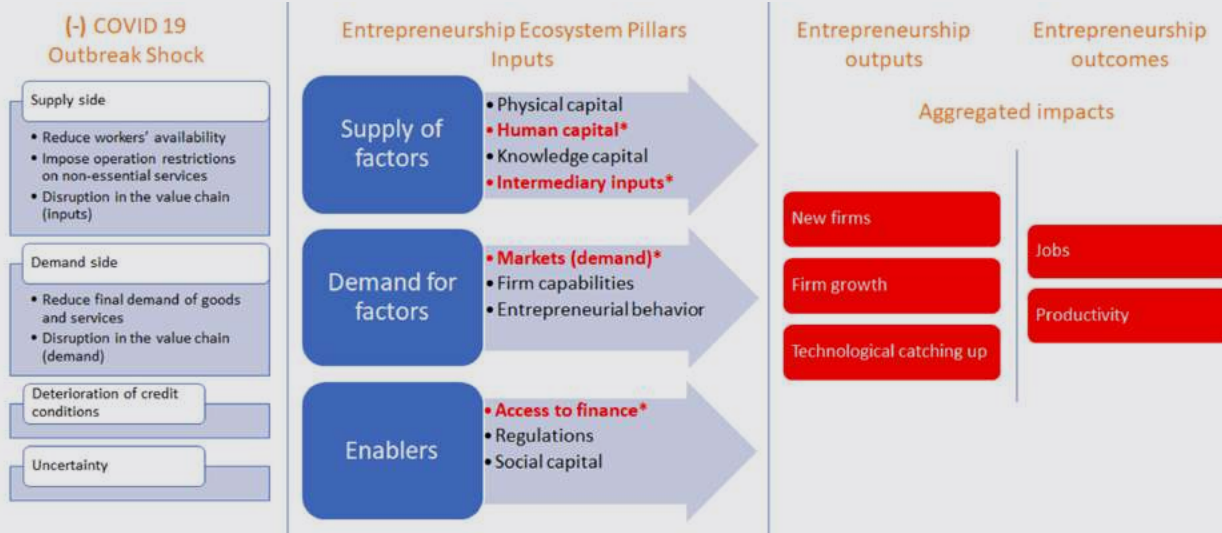 (-) COVID 19
Outbreak Shock
Supply side
• Reduce workers' availability
• Impose operation restrictions
on non-essential services
• Disruption in the value chain
(inputs)
Demand side
• Reduce final demand of goods
and services
• Disruption in the value chain
(demand)
Deterioration of credit
conditions
Uncertainty
Entrepreneurship Ecosystem Pillars
Inputs
Supply of
factors
• Physical capital
• Human capital*
• Knowledge capital
• Intermediary inputs*
Demand for
factors
• Markets (demand)*
• Firm capabilities
• Entrepreneurial behavior
Enablers
• Access to finance*
• Regulations
• Social capital
Entrepreneurship
outputs
Entrepreneurship
outcomes
Aggregated impacts
New firms
Firm growth
Technological catching up
Jobs
Productivity